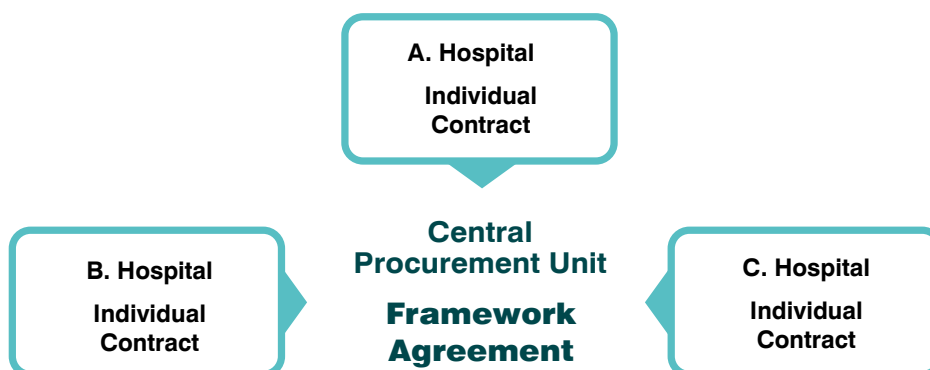 A. Hospital
Individual
Contract
Central
Procurement Unit
Framework
Agreement
B. Hospital
Individual
Contract
C. Hospital
Individual
Contract